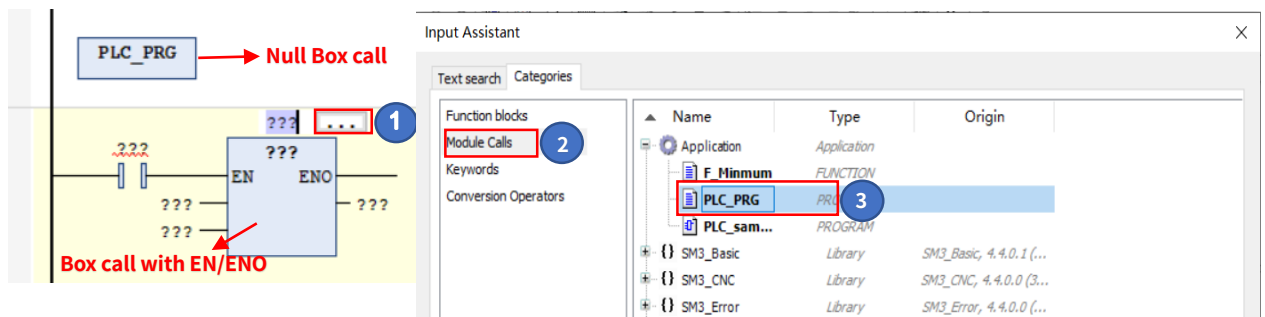 PLC_PRG
Null Box call
??? ... 1
???
???
EN ENO
??? ???
???
Box call with EN/ENO
Input Assistant
Text search Categories
Function blocks
Module Calls 2
Keywords
Conversion Operators
Name Type Origin
Application Application
F_Minmum FUNCTION
PLC_PRG PRO 3
PLC_sam... PROGRAM
{} SM3_Basic Library SM3_Basic, 4.4.0.1 (...
{} SM3_CNC Library SM3_CNC, 4.4.0.0 (3...
{} SM3_Error Library SM3_Error, 4.4.0.0 (...